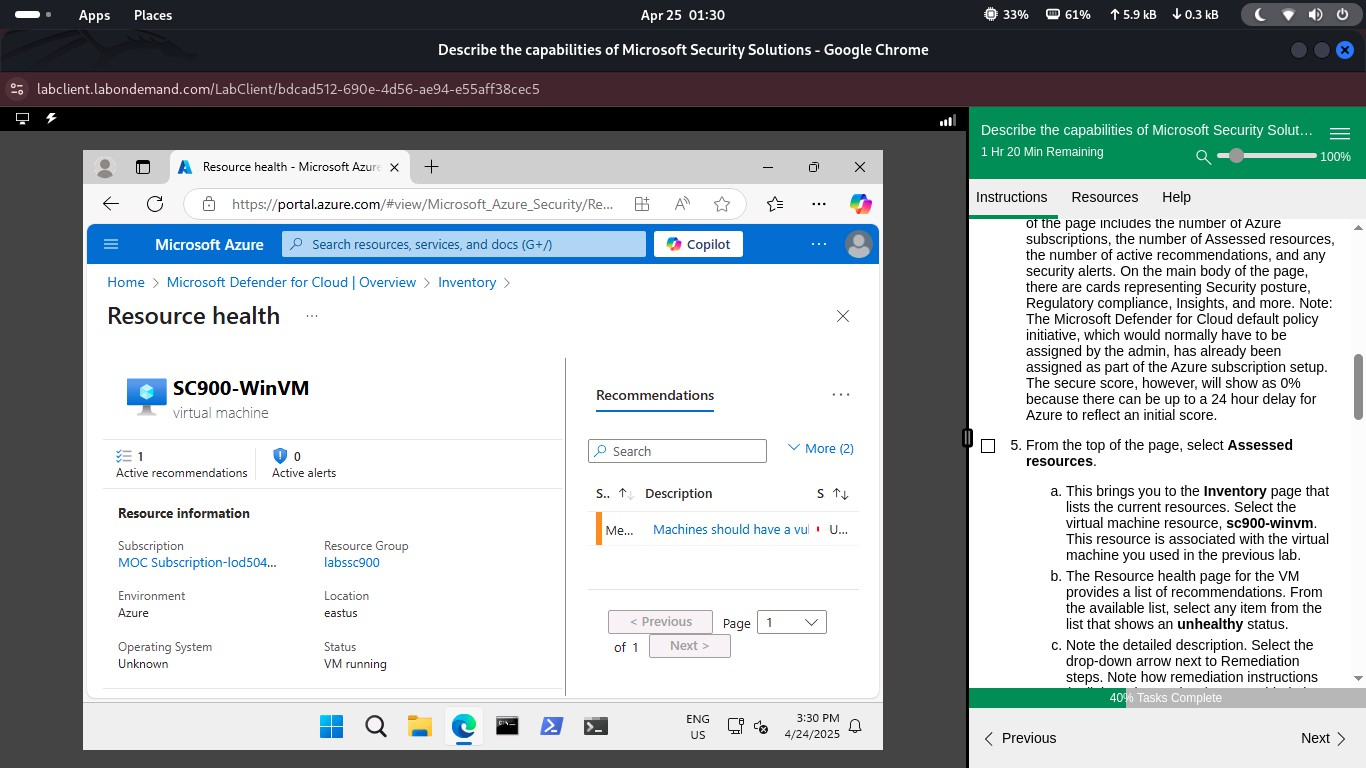 Apps Places
Apr 25 01:30
33% 61% ↑ 5.9 kB ↓ 0.3 kB
Describe the capabilities of Microsoft Security Solutions - Google Chrome
labclient.labondemand.com/LabClient/bdcad512-690e-4d56-ae94-e55aff38cec5
Resource health - Microsoft Azure
https://portal.azure.com/#view/Microsoft_Azure_Security/Re...
Microsoft Azure
Search resources, services, and docs (G+/)
Copilot
Home > Microsoft Defender for Cloud | Overview > Inventory >
Resource health ...
SC900-WinVM
virtual machine
1
Active recommendations
0
Active alerts
Resource information
Subscription
MOC Subscription-lod504...
Resource Group
labssc900
Environment
Azure
Location
eastus
Operating System
Unknown
Status
VM running
Recommendations
Search
More (2)
S.. ↑↓ Description S ↑↓
Me... Machines should have a vul U...
< Previous Page 1
of 1 Next >
ENG
US
3:30 PM
4/24/2025
Describe the capabilities of Microsoft Security Solut...
1 Hr 20 Min Remaining
100%
Instructions Resources Help
of the page includes the number of Azure
subscriptions, the number of Assessed resources,
the number of active recommendations, and any
security alerts. On the main body of the page,
there are cards representing Security posture,
Regulatory compliance, Insights, and more. Note:
The Microsoft Defender for Cloud default policy
initiative, which would normally have to be
assigned by the admin, has already been
assigned as part of the Azure subscription setup.
The secure score, however, will show as 0%
because there can be up to a 24 hour delay for
Azure to reflect an initial score.
5. From the top of the page, select Assessed
resources.
a. This brings you to the Inventory page that
lists the current resources. Select the
virtual machine resource, sc900-winvm.
This resource is associated with the virtual
machine you used in the previous lab.
b. The Resource health page for the VM
provides a list of recommendations. From
the available list, select any item from the
list that shows an unhealthy status.
c. Note the detailed description. Select the
drop-down arrow next to Remediation
steps. Note how remediation instructions
40% Tasks Complete
Previous
Next